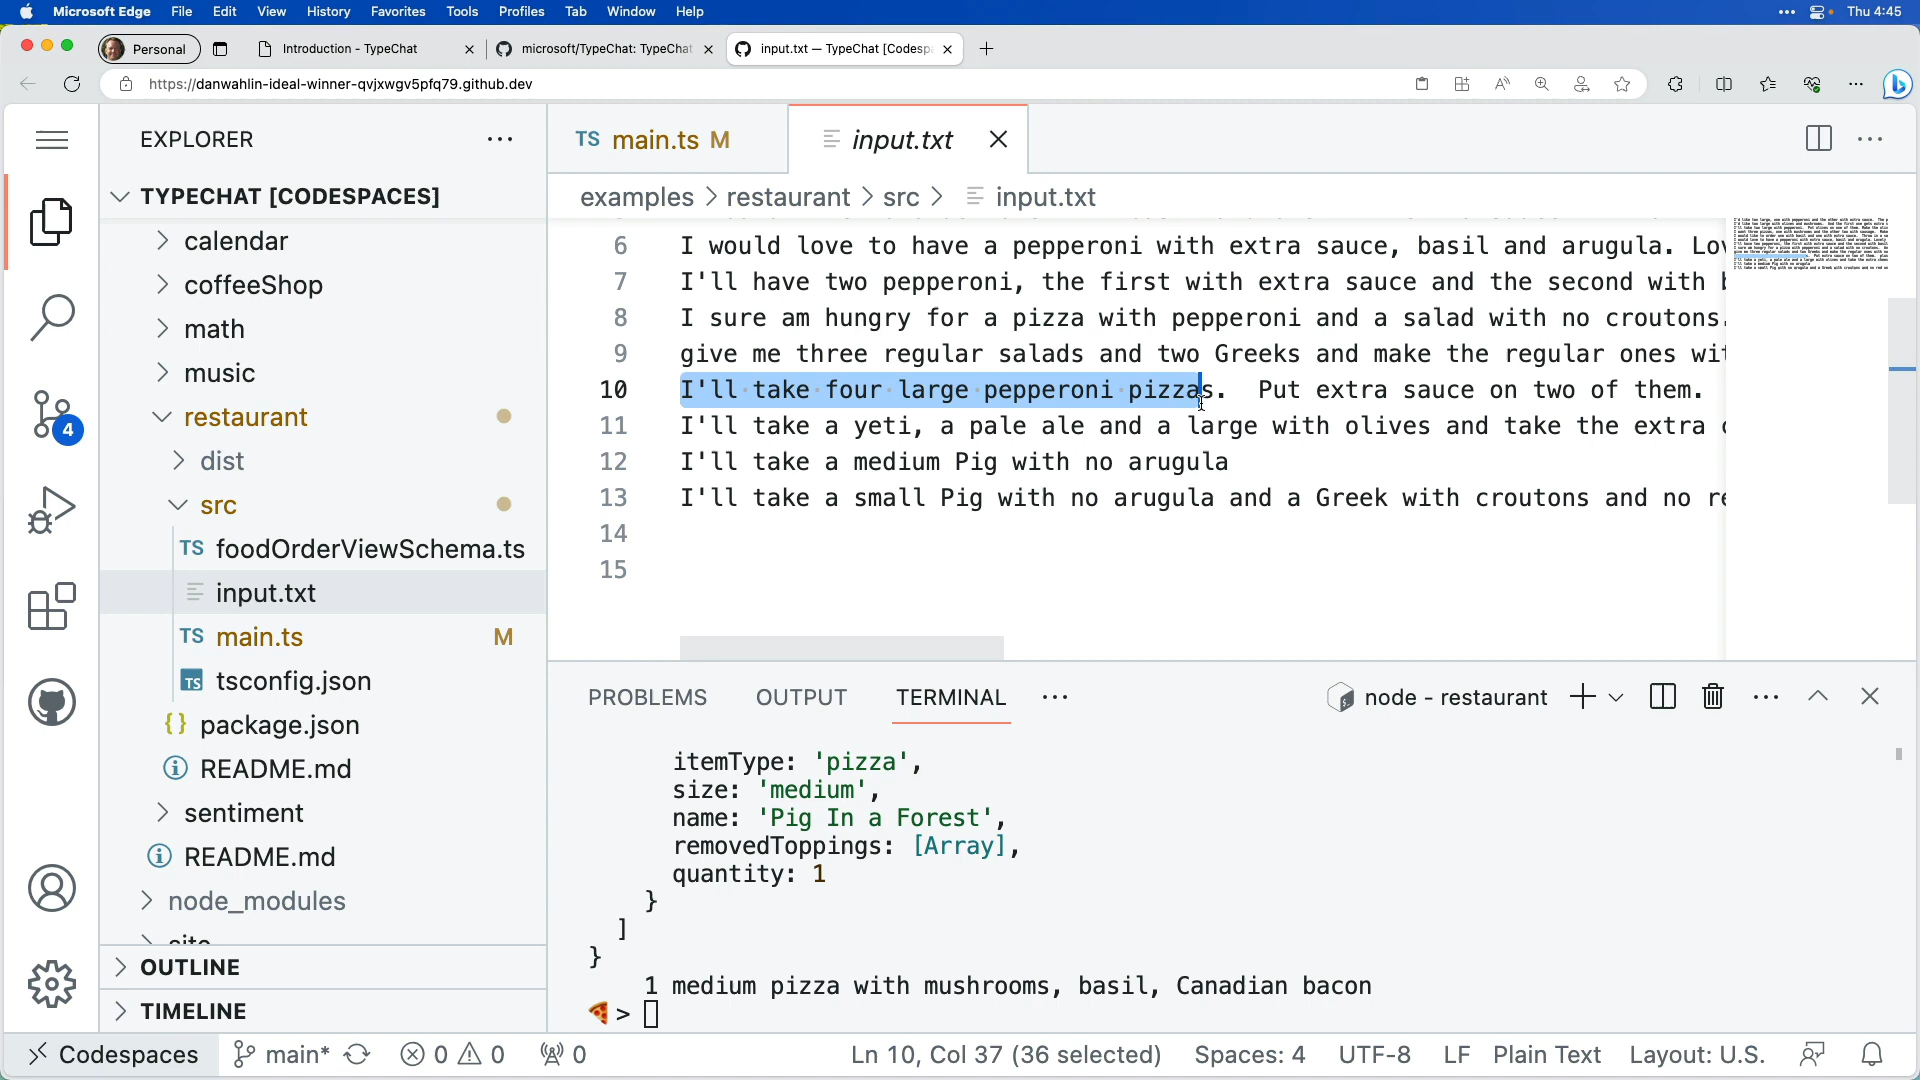 Microsoft Edge File Edit View History Favorites Tools Profiles Tab Window Help Thu 4:45
Personal Introduction - TypeChat microsoft/TypeChat: TypeChat input.txt — TypeChat [Codesp
https://danwahlin-ideal-winner-qvjxwgv5pfq79.github.dev
EXPLORER
TYPECHAT [CODESPACES]
calendar
coffeeShop
math
music
restaurant
dist
src
TS foodOrderViewSchema.ts
input.txt
TS main.ts M
TS tsconfig.json
{} package.json
README.md
sentiment
README.md
node_modules
OUTLINE
TIMELINE
4
TS main.ts M input.txt
examples > restaurant > src > input.txt
6 I would love to have a pepperoni with extra sauce, basil and arugula. Lov
7 I'll have two pepperoni, the first with extra sauce and the second with
8 I sure am hungry for a pizza with pepperoni and a salad with no croutons.
9 give me three regular salads and two Greeks and make the regular ones wit
10 I'll take four large pepperoni pizzas.  Put extra sauce on two of them.
11 I'll take a yeti, a pale ale and a large with olives and take the extra
12 I'll take a medium Pig with no arugula
13 I'll take a small Pig with no arugula and a Greek with croutons and no re
14
15
PROBLEMS OUTPUT TERMINAL node - restaurant
itemType: 'pizza',
size: 'medium',
name: 'Pig In a Forest',
removedToppings: [Array],
quantity: 1
}
]
}
1 medium pizza with mushrooms, basil, Canadian bacon
🍕>
Codespaces main* 0 0 0 Ln 10, Col 37 (36 selected) Spaces: 4 UTF-8 LF Plain Text Layout: U.S.